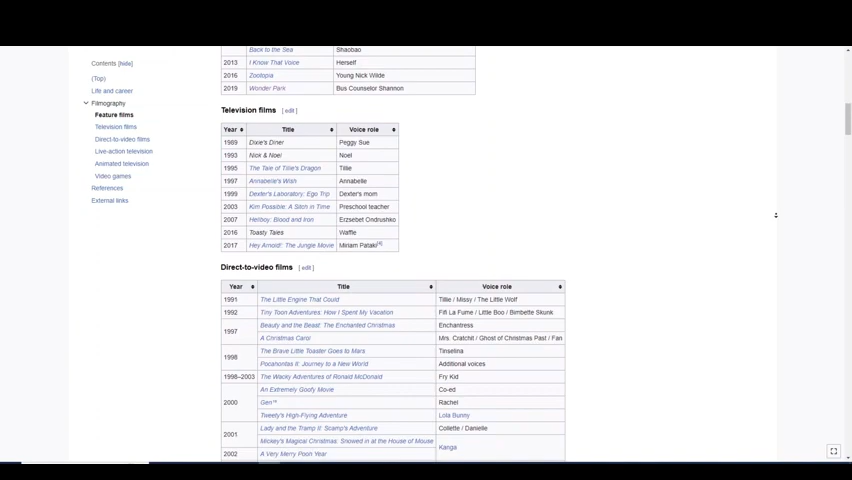 Back to the Sea Shaobao
Contents [hide]
2013 I Know That Voice Herself
(Top)
2016 Zootopia Young Nick Wilde
Life and career
2019 Wonder Park Bus Counselor Shannon
Filmography
Feature films
Television films [ edit ]
Television films
Year Title Voice role
Direct-to-video films
1989 Dixie's Diner Peggy Sue
Live-action television
1993 Nick & Noel Noel
Animated television
1995 The Tale of Tillie's Dragon Tillie
Video games
1997 Annabelle's Wish Annabelle
References
1999 Dexter's Laboratory: Ego Trip Dexter's mom
External links
2003 Kim Possible: A Sitch in Time Preschool teacher
2007 Hellboy: Blood and Iron Erzsebet Ondrushko
2016 Toasty Tales Waffle
2017 Hey Arnold!: The Jungle Movie Miriam Pataki[4]
Direct-to-video films [ edit ]
Year Title Voice role
1991 The Little Engine That Could Tillie / Missy / The Little Wolf
1992 Tiny Toon Adventures: How I Spent My Vacation Fifi La Fume / Little Boo / Bimbette Skunk
1997 Beauty and the Beast: The Enchanted Christmas Enchantress
A Christmas Carol Mrs. Cratchit / Ghost of Christmas Past / Fan
1998 The Brave Little Toaster Goes to Mars Tinselina
Pocahontas II: Journey to a New World Additional voices
1998–2003 The Wacky Adventures of Ronald McDonald Fry Kid
2000 An Extremely Goofy Movie Co-ed
Gen¹³ Rachel
Tweety's High-Flying Adventure Lola Bunny
2001 Lady and the Tramp II: Scamp's Adventure Collette / Danielle
Mickey's Magical Christmas: Snowed in at the House of Mouse Kanga
2002 A Very Merry Pooh Year